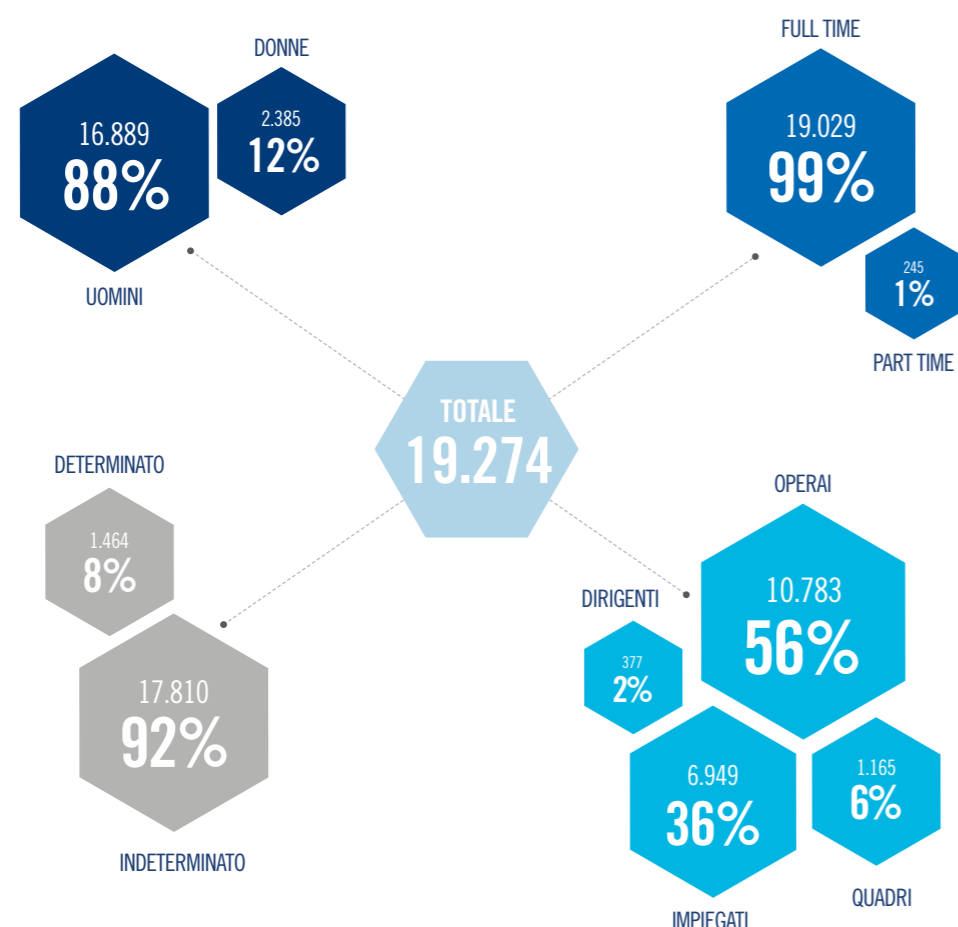 DONNE
2.385
12%
16.889
88%
UOMINI
FULL TIME
19.029
99%
245
1%
PART TIME
TOTALE
19.274
DETERMINATO
1.464
8%
17.810
92%
INDETERMINATO
OPERAI
10.783
56%
DIRIGENTI
377
2%
6.949
36%
IMPIEGATI
1.165
6%
QUADRI